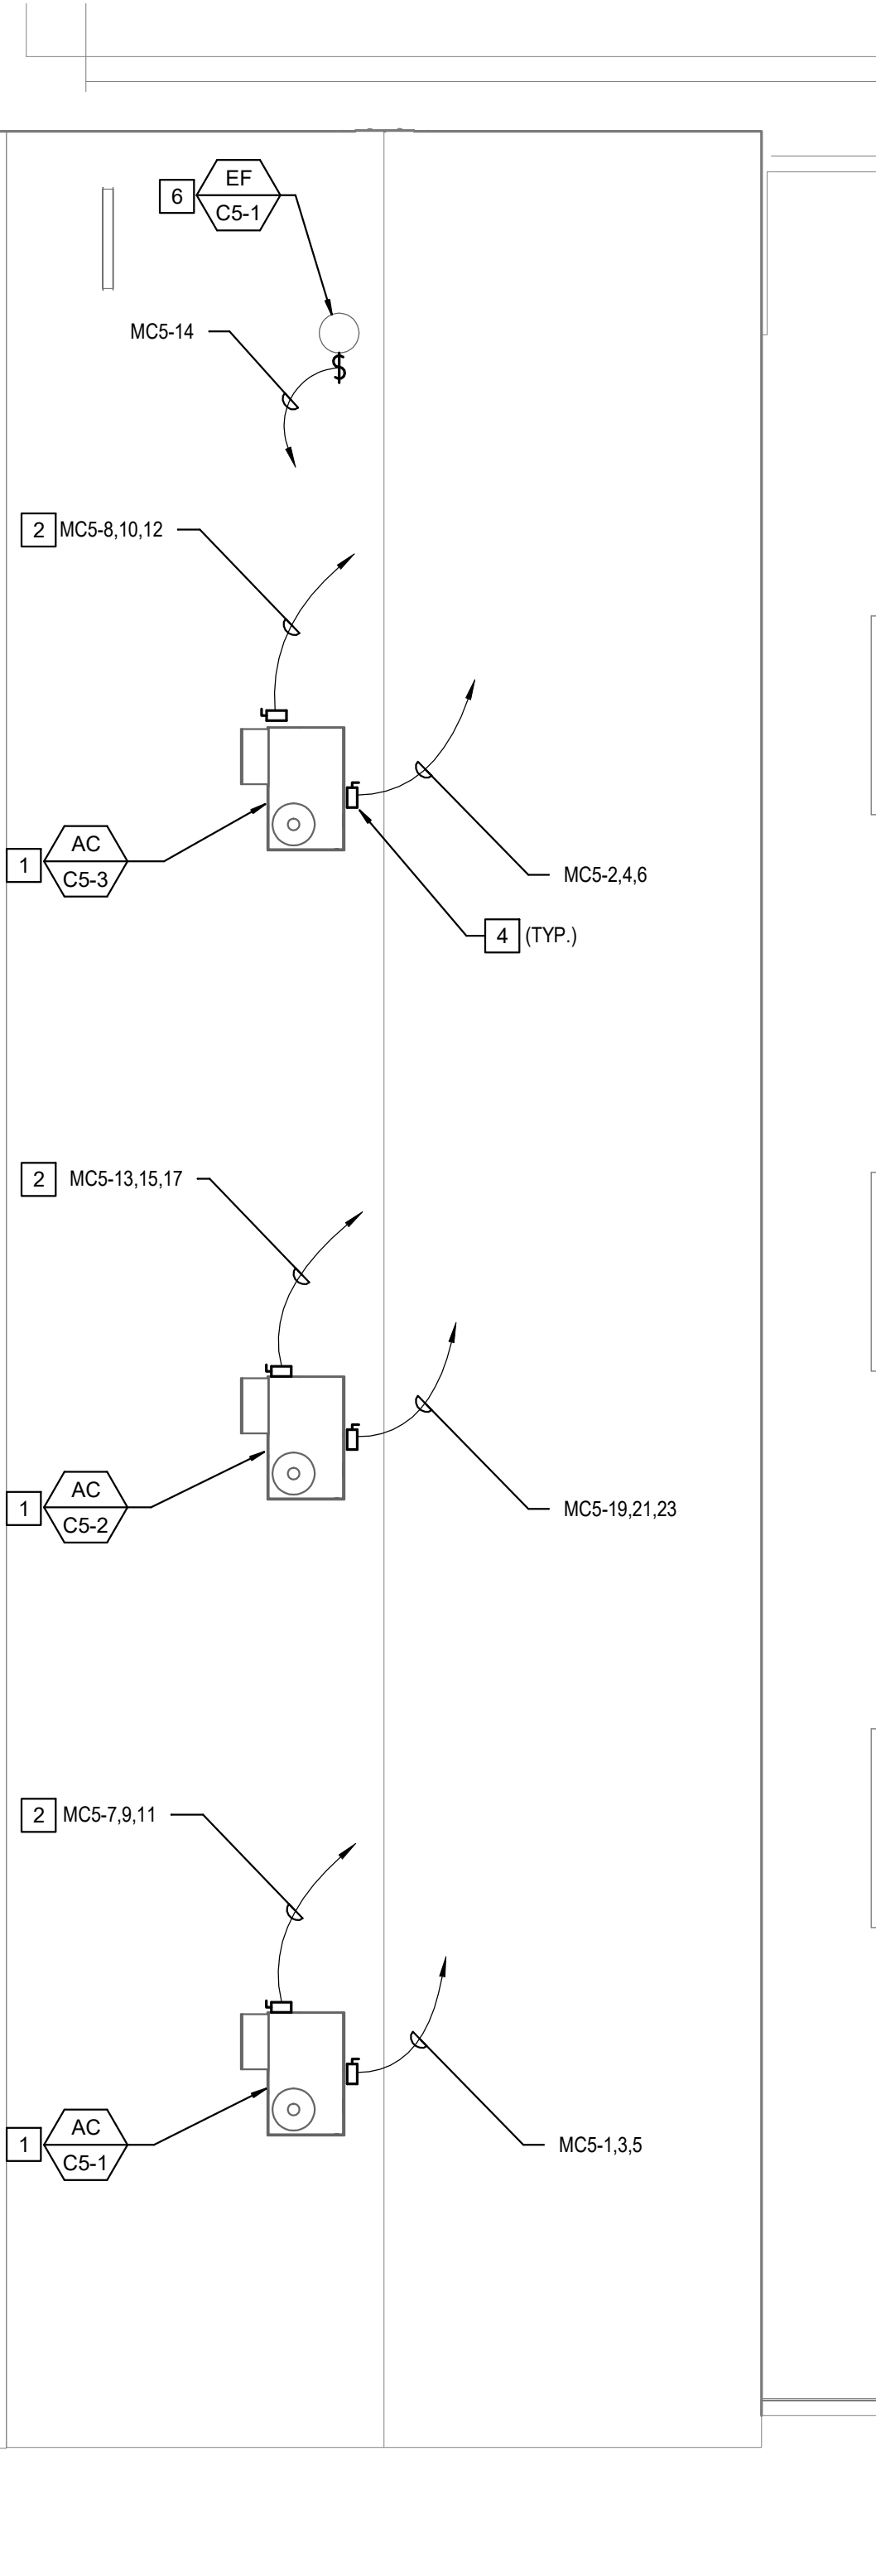 6
EF
C5-1
MC5-14
2 MC5-8,10,12
1
AC
C5-3
MC5-2,4,6
4 (TYP.)
2 MC5-13,15,17
1
AC
C5-2
MC5-19,21,23
2 MC5-7,9,11
1
AC
C5-1
MC5-1,3,5